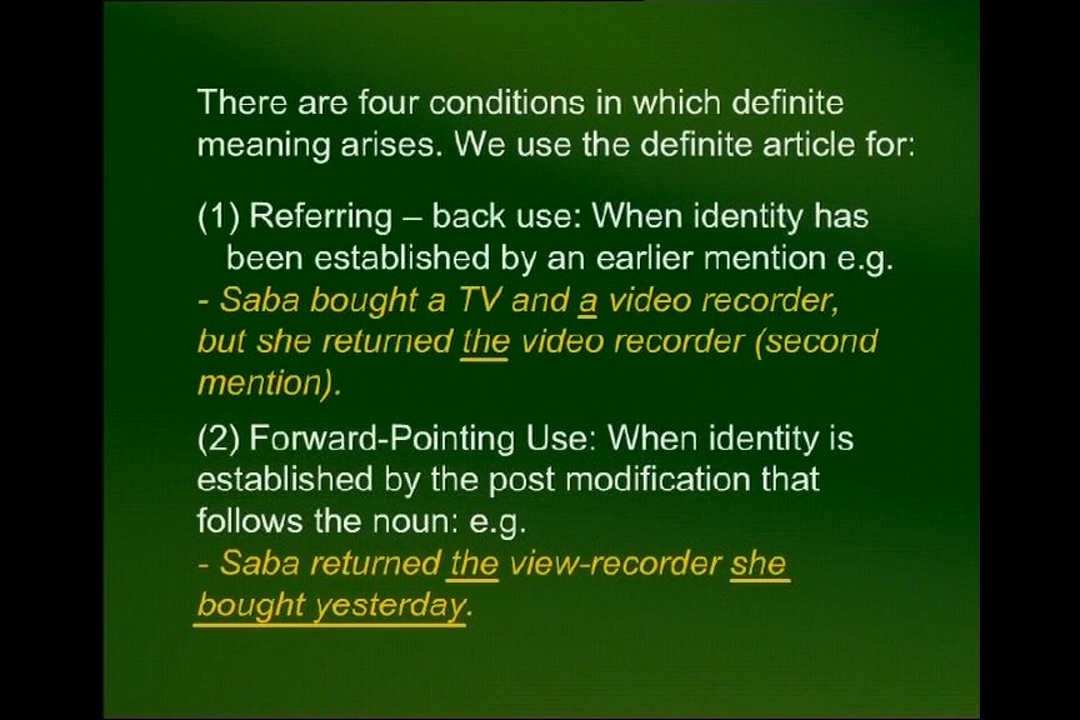 There are four conditions in which definite
meaning arises. We use the definite article for:
(1) Referring – back use: When identity has
been established by an earlier mention e.g.
- Saba bought a TV and a video recorder,
but she returned the video recorder (second
mention).
(2) Forward-Pointing Use: When identity is
established by the post modification that
follows the noun: e.g.
- Saba returned the view-recorder she
bought yesterday.